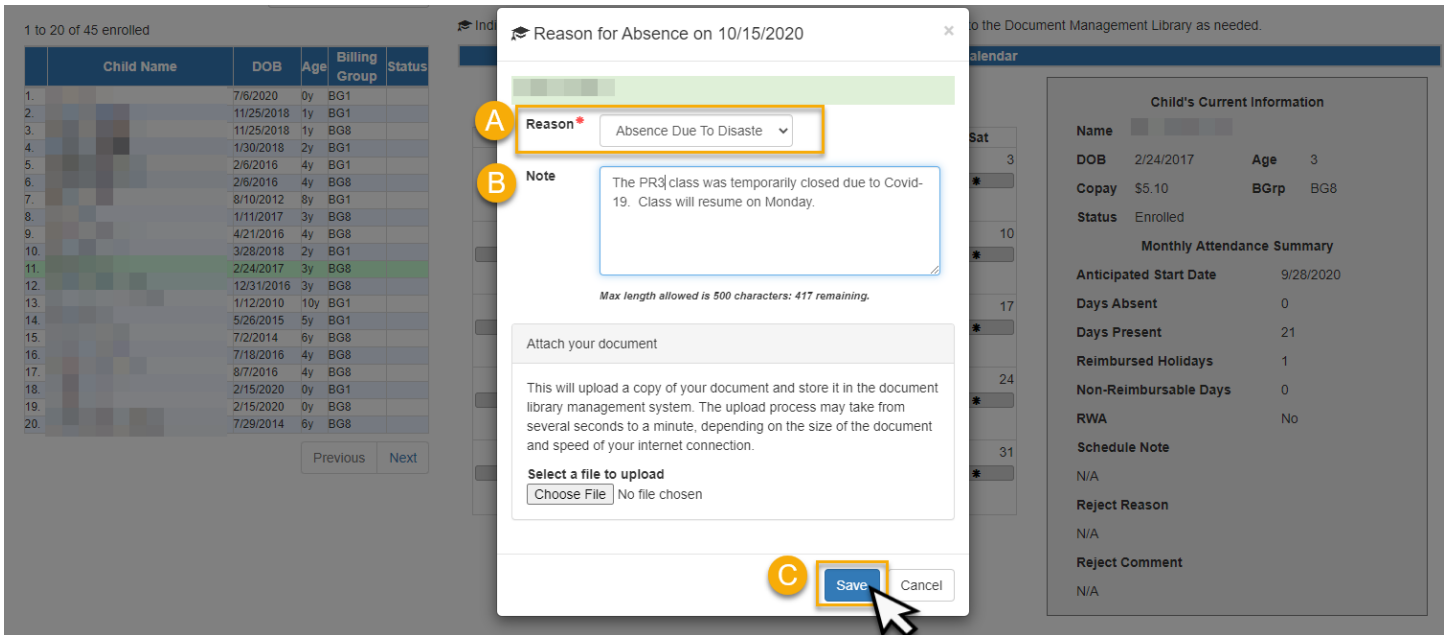 1 to 20 of 45 enrolled
Child Name DOB Age Billing Group Status
1. 7/6/2020 0y BG1
2. 11/25/2018 1y BG1
3. 11/25/2018 1y BG8
4. 1/30/2018 2y BG1
5. 2/6/2016 4y BG1
6. 2/6/2016 4y BG8
7. 8/10/2012 8y BG1
8. 1/11/2017 3y BG8
9. 4/21/2016 4y BG8
10. 3/28/2018 2y BG1
11. 2/24/2017 3y BG8
12. 12/31/2016 3y BG8
13. 1/12/2010 10y BG1
14. 5/26/2015 5y BG1
15. 7/2/2014 6y BG8
16. 7/18/2016 4y BG8
17. 8/7/2016 4y BG8
18. 2/15/2020 0y BG1
19. 2/15/2020 0y BG8
20. 7/29/2014 6y BG8
Previous Next
Indi
to the Document Management Library as needed.
alendar
Sat
3
10
17
24
31
Reason for Absence on 10/15/2020 ×
A
Reason* Absence Due To Disaste
B
Note
The PR3 class was temporarily closed due to Covid-
19. Class will resume on Monday.
Max length allowed is 500 characters: 417 remaining.
Attach your document
This will upload a copy of your document and store it in the document
library management system. The upload process may take from
several seconds to a minute, depending on the size of the document
and speed of your internet connection.
Select a file to upload
Choose File No file chosen
C
Save Cancel
Child's Current Information
Name
DOB 2/24/2017 Age 3
Copay $5.10 BGrp BG8
Status Enrolled
Monthly Attendance Summary
Anticipated Start Date 9/28/2020
Days Absent 0
Days Present 21
Reimbursed Holidays 1
Non-Reimbursable Days 0
RWA No
Schedule Note
N/A
Reject Reason
N/A
Reject Comment
N/A